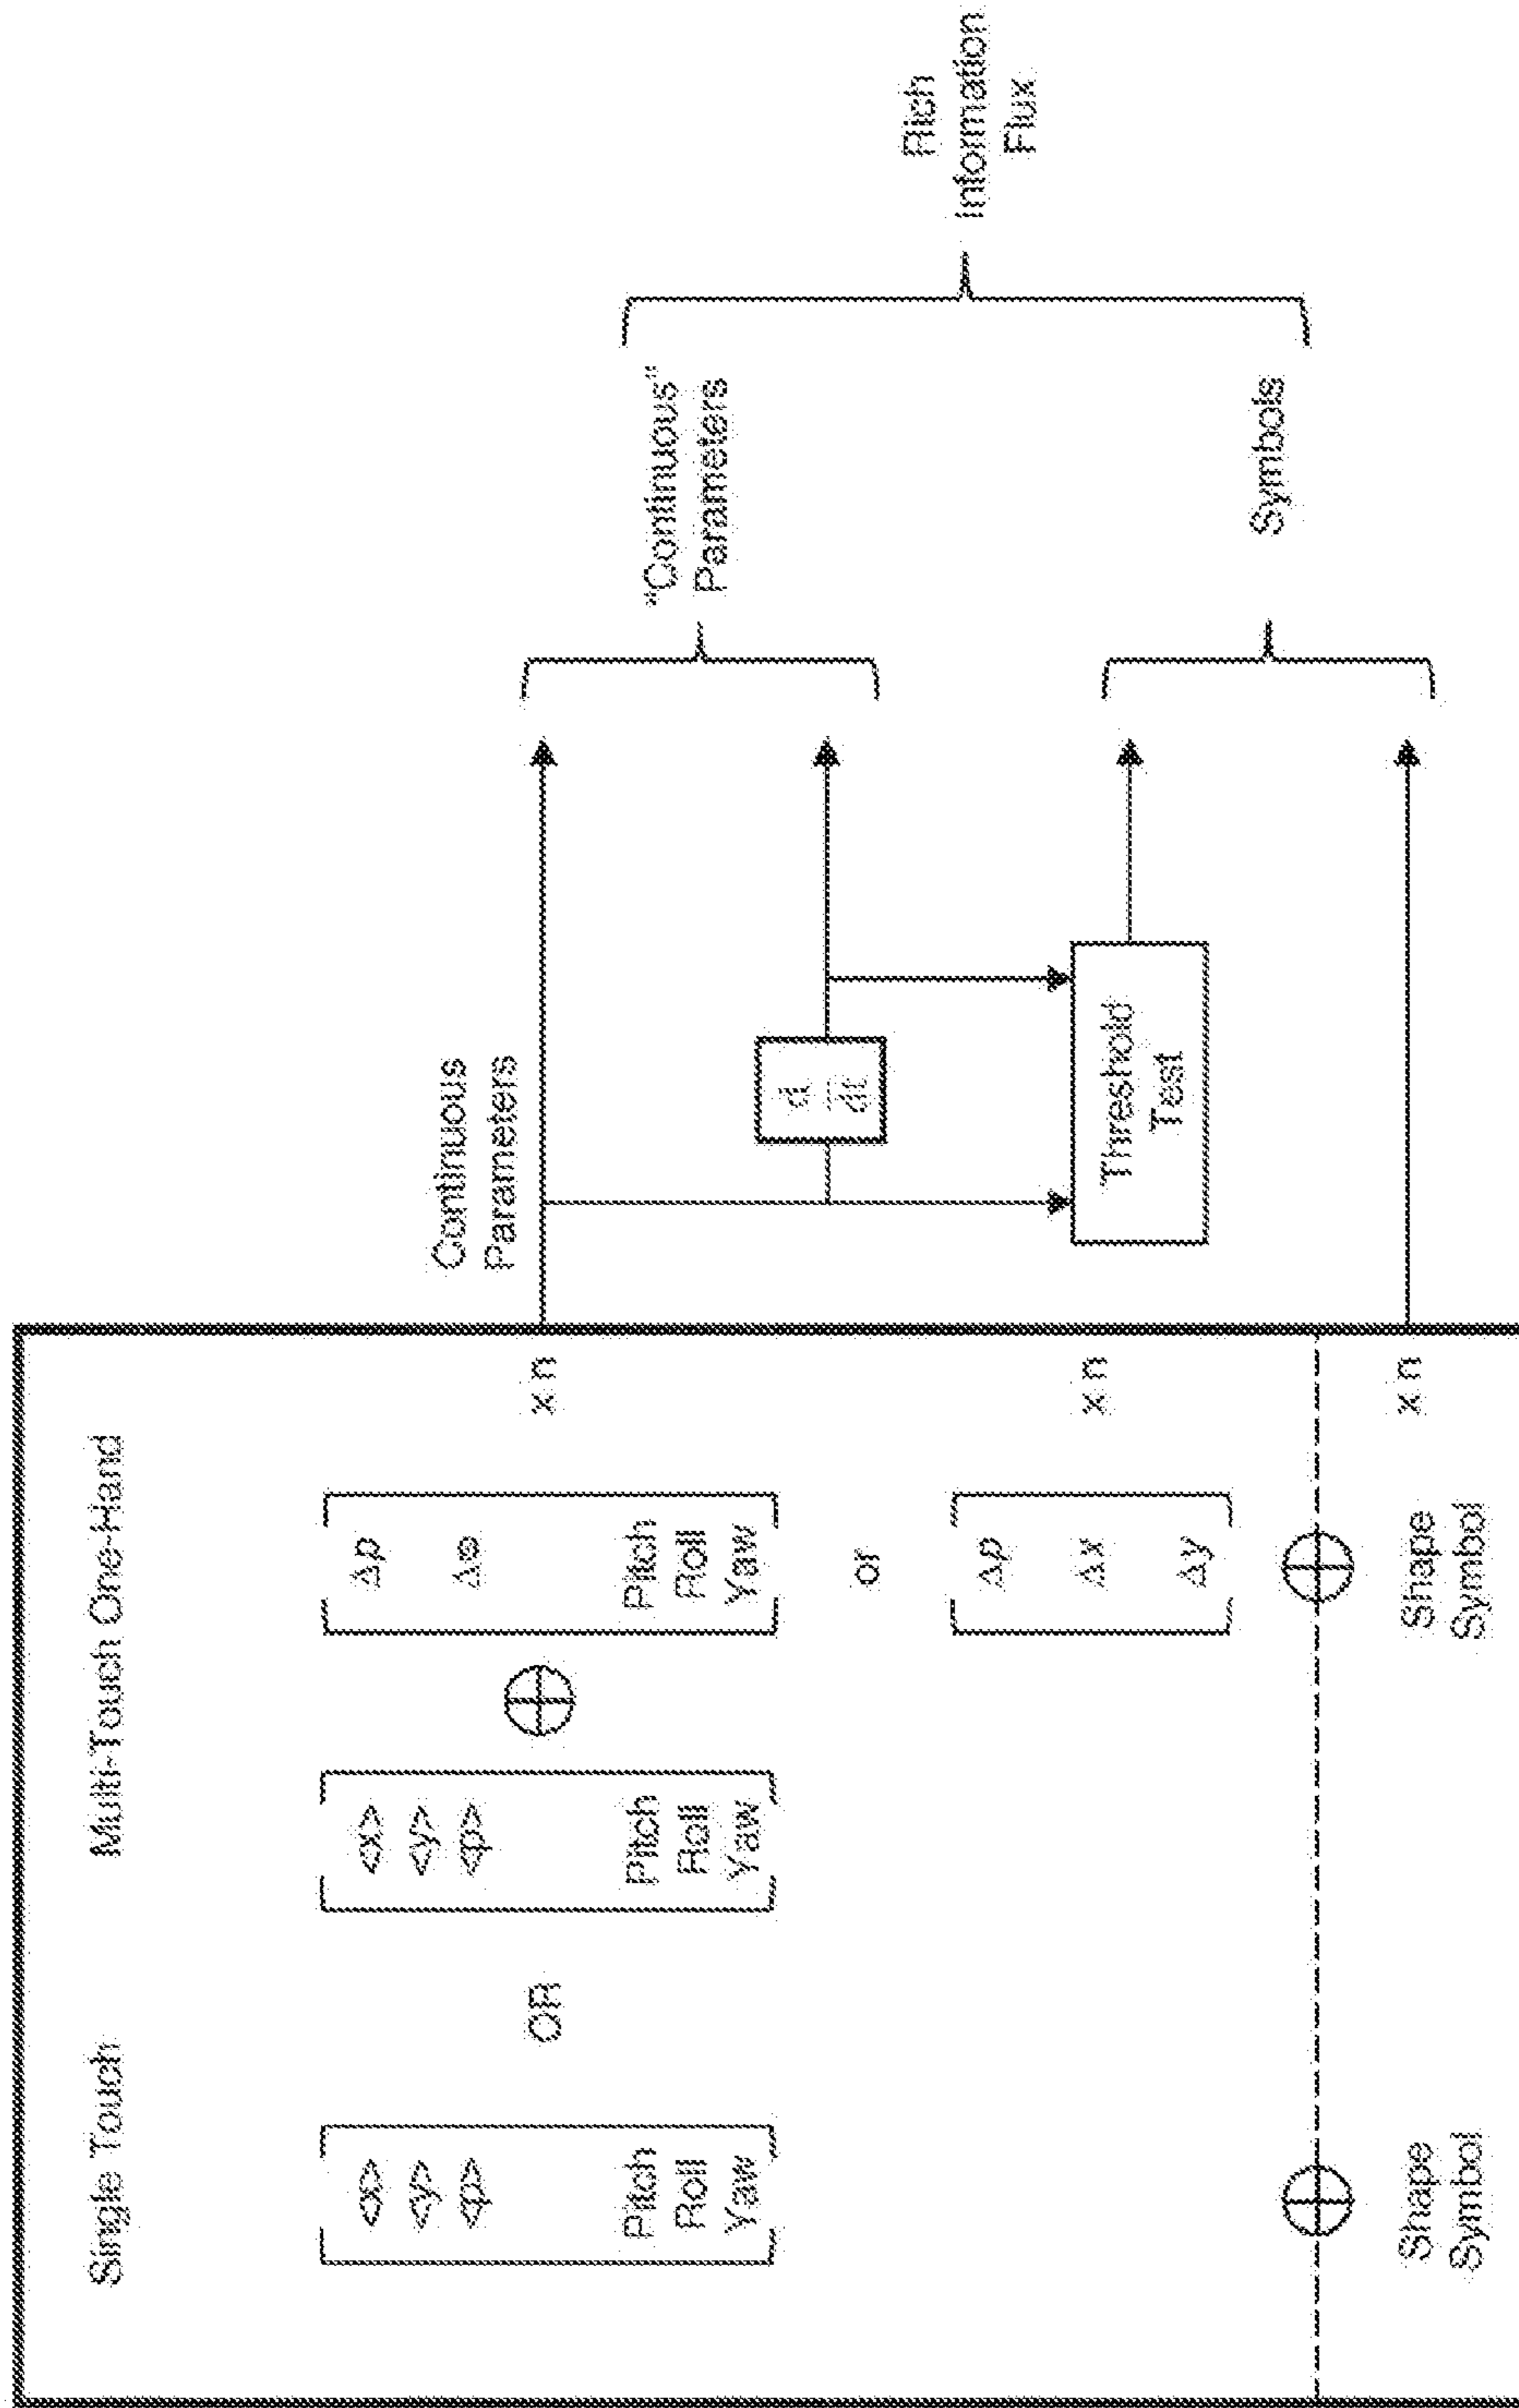 Single Touch
Multi-Touch One-Hand
<x>
<y>
<p>
Pitch
Roll
Yaw
OR
<x>
<y>
<p>
Pitch
Roll
Yaw
⊕
Δp
Pitch
Roll
Yaw
x n
or
Δp
Δx
Δy
x n
⊕
⊕
Shape
Symbol
Shape
Symbol
x n
Continuous
Parameters
d
dt
Threshold
Test
"Continuous"
Parameters
Symbols
Rich
Information
Flux